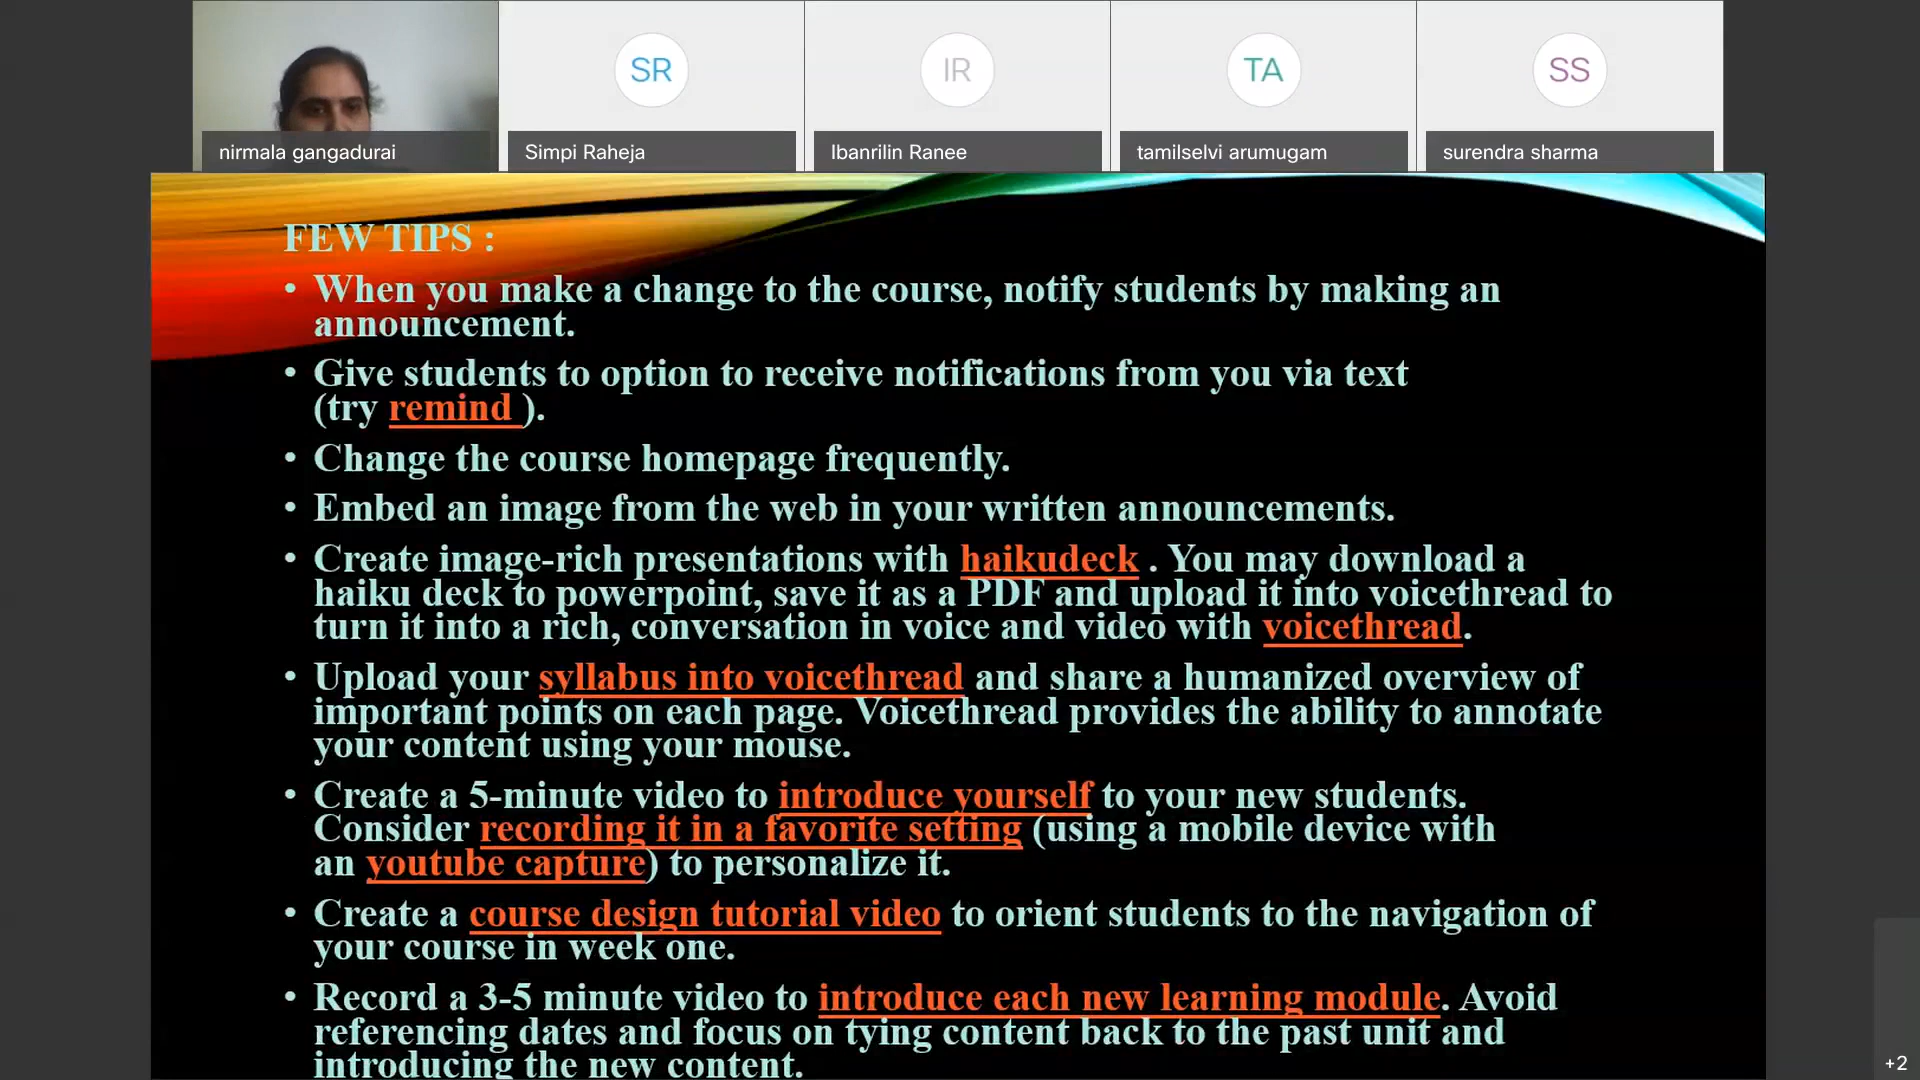 SR
IR
TA
SS
nirmala gangadurai
Simpi Raheja
Ibanrilin Ranee
tamilselvi arumugam
surendra sharma
FEW TIPS :
• When you make a change to the course, notify students by making an
announcement.
• Give students to option to receive notifications from you via text
(try remind ).
• Change the course homepage frequently.
• Embed an image from the web in your written announcements.
• Create image-rich presentations with haikudeck . You may download a
haiku deck to powerpoint, save it as a PDF and upload it into voicethread to
turn it into a rich, conversation in voice and video with voicethread.
• Upload your syllabus into voicethread and share a humanized overview of
important points on each page. Voicethread provides the ability to annotate
your content using your mouse.
• Create a 5-minute video to introduce yourself to your new students.
Consider recording it in a favorite setting (using a mobile device with
an youtube capture) to personalize it.
• Create a course design tutorial video to orient students to the navigation of
your course in week one.
• Record a 3-5 minute video to introduce each new learning module. Avoid
referencing dates and focus on tying content back to the past unit and
introducing the new content.
+2